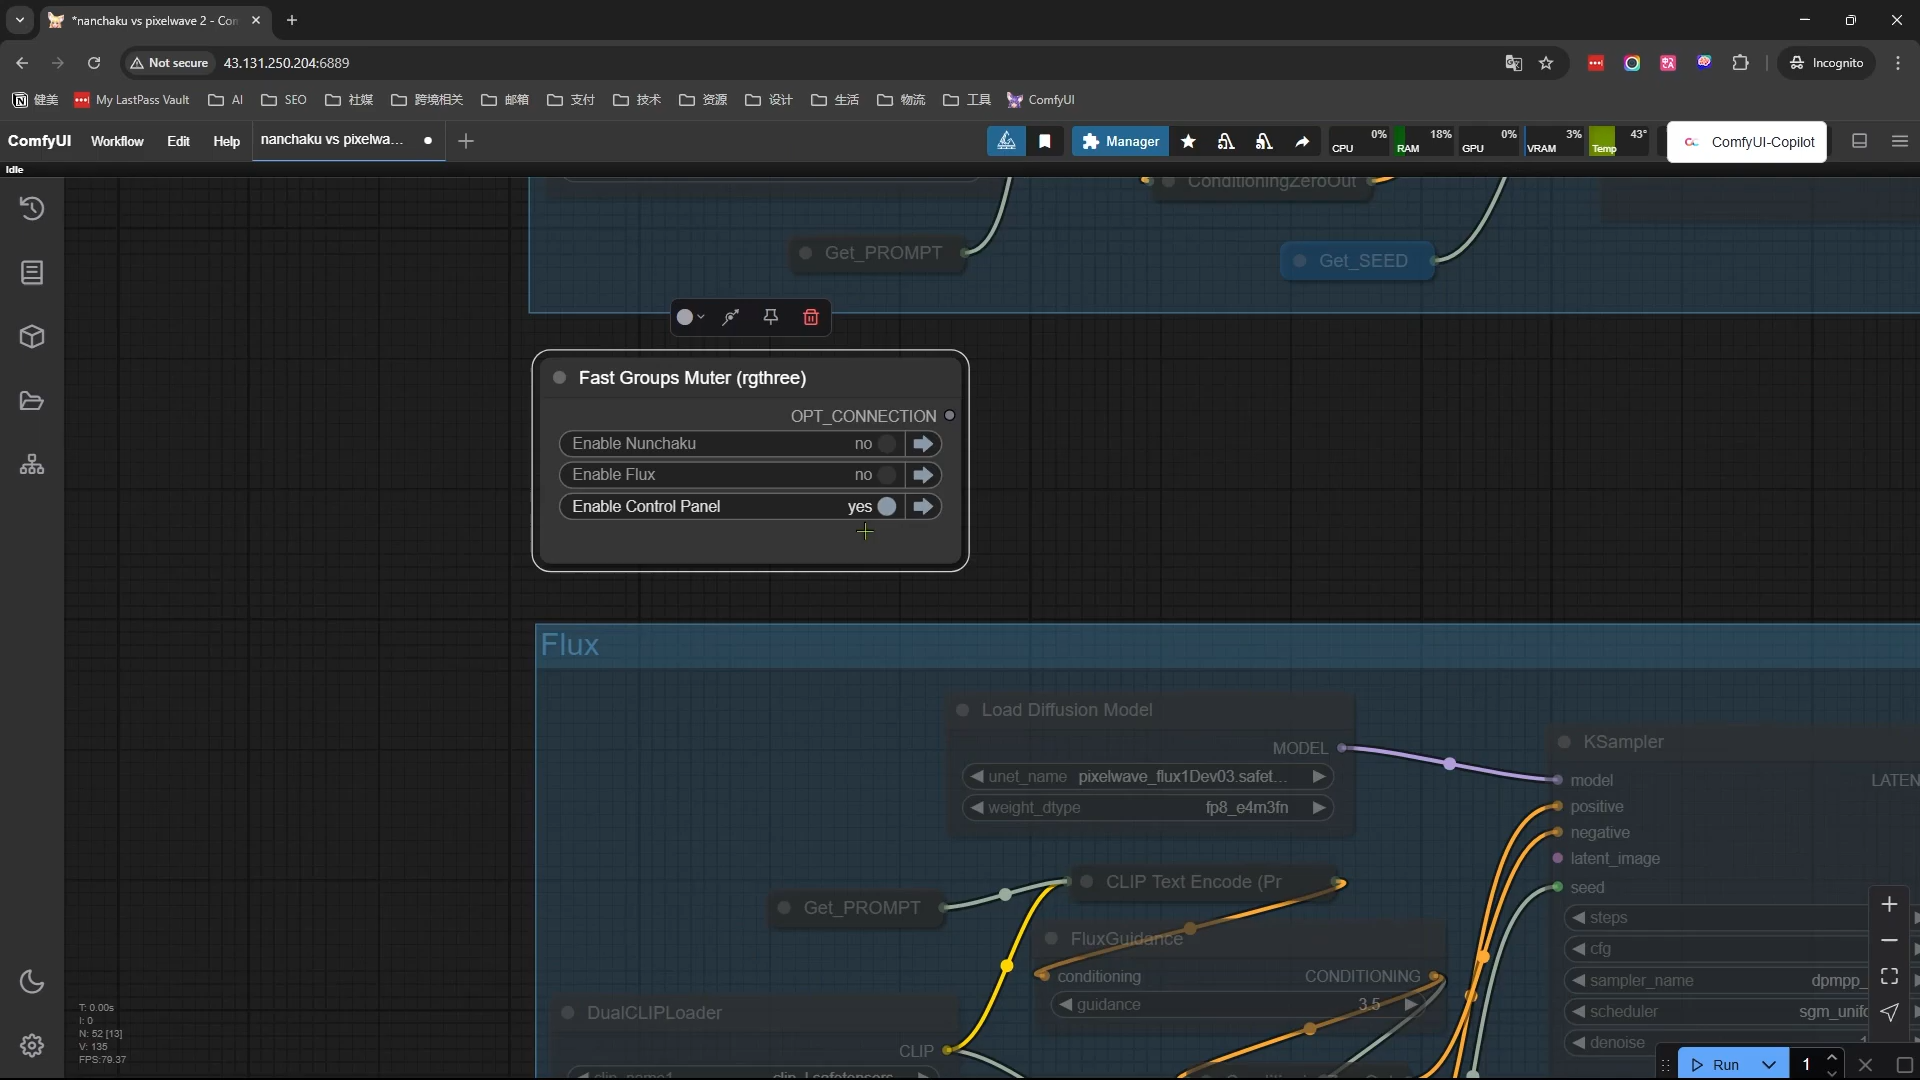 *nanchaku vs pixelwave 2 - Con
Not secure
43.131.250.204:6889
Incognito
健美
My LastPass Vault
AI
SEO
社媒
跨境相关
邮箱
支付
技术
资源
设计
生活
物流
工具
ComfyUI
ComfyUI
Workflow
Edit
Help
nanchaku vs pixelwa...
Manager
CPU
0%
RAM
18%
GPU
0%
VRAM
3%
Temp
43°
ComfyUI-Copilot
Idle
ConditioningZeroOut
Get_PROMPT
Get_SEED
Fast Groups Muter (rgthree)
OPT_CONNECTION
Enable Nunchaku
no
Enable Flux
no
Enable Control Panel
yes
Flux
Load Diffusion Model
MODEL
unet_name
pixelwave_flux1Dev03.safet...
weight_dtype
fp8_e4m3fn
KSampler
model
LATEN
positive
negative
latent_image
seed
steps
cfg
sampler_name
dpmpp_
scheduler
sgm_unifo
denoise
Get_PROMPT
CLIP Text Encode (Pr
FluxGuidance
conditioning
CONDITIONING
guidance
3.5
DualCLIPLoader
CLIP
T: 0.00s
I: 0
N: 52 [13]
V: 135
FPS:79.37
Run
1